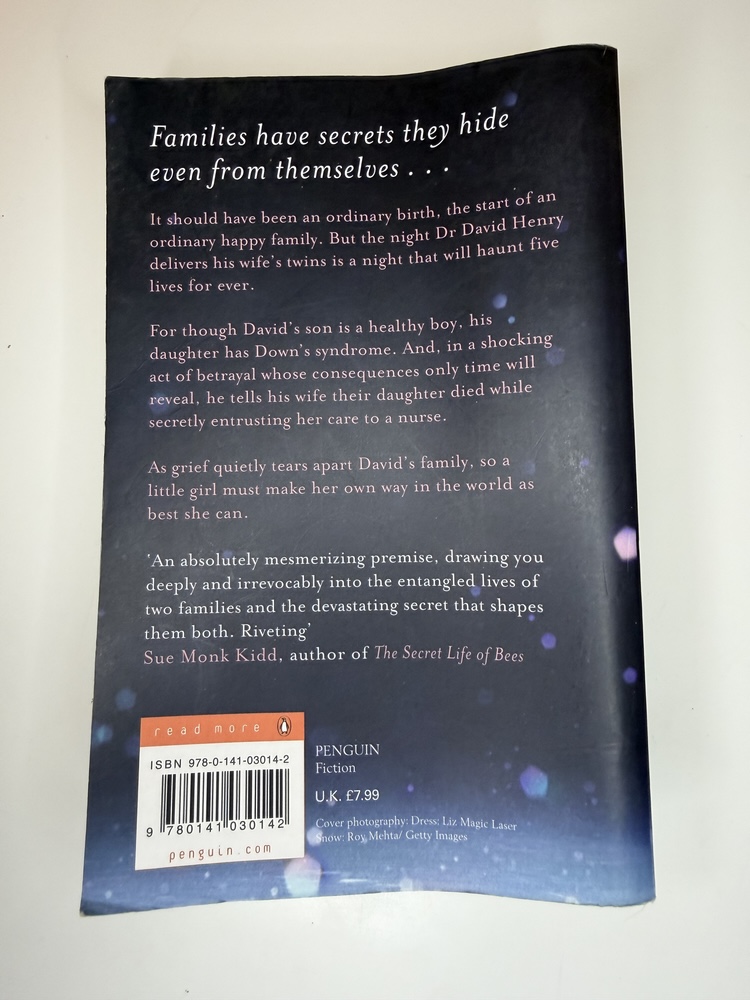 Families have secrets they hide
even from themselves . . .
It should have been an ordinary birth, the start of an
ordinary happy family. But the night Dr David Henry
delivers his wife's twins is a night that will haunt five
lives for ever.
For though David's son is a healthy boy, his
daughter has Down's syndrome. And, in a shocking
act of betrayal whose consequences only time will
reveal, he tells his wife their daughter died while
secretly entrusting her care to a nurse.
As grief quietly tears apart David's family, so a
little girl must make her own way in the world as
best she can.
'An absolutely mesmerizing premise, drawing you
deeply and irrevocably into the entangled lives of
two families and the devastating secret that shapes
them both. Riveting'
Sue Monk Kidd, author of The Secret Life of Bees
read more
ISBN 978-0-141-03014-2
9 780141 030142
penguin.com
PENGUIN
Fiction
U.K. £7.99
Cover photography: Dress: Liz Magic Laser
Snow: Roy Mehta/ Getty Images